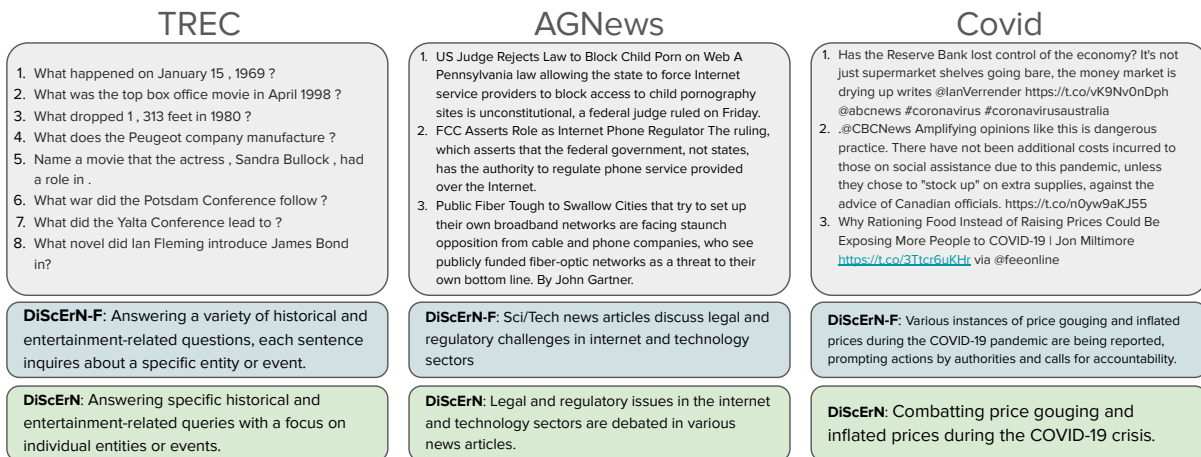 TREC
1. What happened on January 15 , 1969 ?
2. What was the top box office movie in April 1998 ?
3. What dropped 1 , 313 feet in 1980 ?
4. What does the Peugeot company manufacture ?
5. Name a movie that the actress , Sandra Bullock , had
a role in .
6. What war did the Potsdam Conference follow ?
7. What did the Yalta Conference lead to ?
8. What novel did Ian Fleming introduce James Bond
in?
DiScErN-F: Answering a variety of historical and
entertainment-related questions, each sentence
inquires about a specific entity or event.
DiScErN: Answering specific historical and
entertainment-related queries with a focus on
individual entities or events.
AGNews
1. US Judge Rejects Law to Block Child Porn on Web A
Pennsylvania law allowing the state to force Internet
service providers to block access to child pornography
sites is unconstitutional, a federal judge ruled on Friday.
2. FCC Asserts Role as Internet Phone Regulator The ruling,
which asserts that the federal government, not states,
has the authority to regulate phone service provided
over the Internet.
3. Public Fiber Tough to Swallow Cities that try to set up
their own broadband networks are facing staunch
opposition from cable and phone companies, who see
publicly funded fiber-optic networks as a threat to their
own bottom line. By John Gartner.
DiScErN-F: Sci/Tech news articles discuss legal and
regulatory challenges in internet and technology
sectors
DiScErN: Legal and regulatory issues in the internet
and technology sectors are debated in various
news articles.
Covid
1. Has the Reserve Bank lost control of the economy? It's not
just supermarket shelves going bare, the money market is
drying up writes @IanVerrender https://t.co/vK9Nv0nDph
@abcnews #coronavirus #coronavirusaustralia
2. .@CBCNews Amplifying opinions like this is dangerous
practice. There have not been additional costs incurred to
those on social assistance due to this pandemic, unless
they chose to "stock up" on extra supplies, against the
advice of Canadian officials. https://t.co/n0yw9aKJ55
3. Why Rationing Food Instead of Raising Prices Could Be
Exposing More People to COVID-19 | Jon Miltimore
https://t.co/3Ttcr6uKHr via @feeonline
DiScErN-F: Various instances of price gouging and inflated
prices during the COVID-19 pandemic are being reported,
prompting actions by authorities and calls for accountability.
DiScErN: Combatting price gouging and
inflated prices during the COVID-19 crisis.